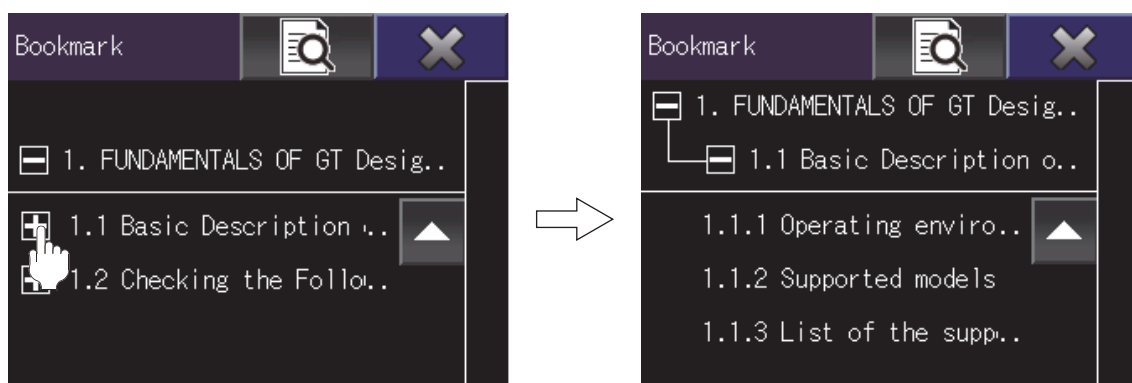 Bookmark
1. FUNDAMENTALS OF GT Desig..
1.1 Basic Description ..
1.2 Checking the Follo..
Bookmark
1. FUNDAMENTALS OF GT Desig..
1.1 Basic Description o..
1.1.1 Operating enviro..
1.1.2 Supported models
1.1.3 List of the supp..